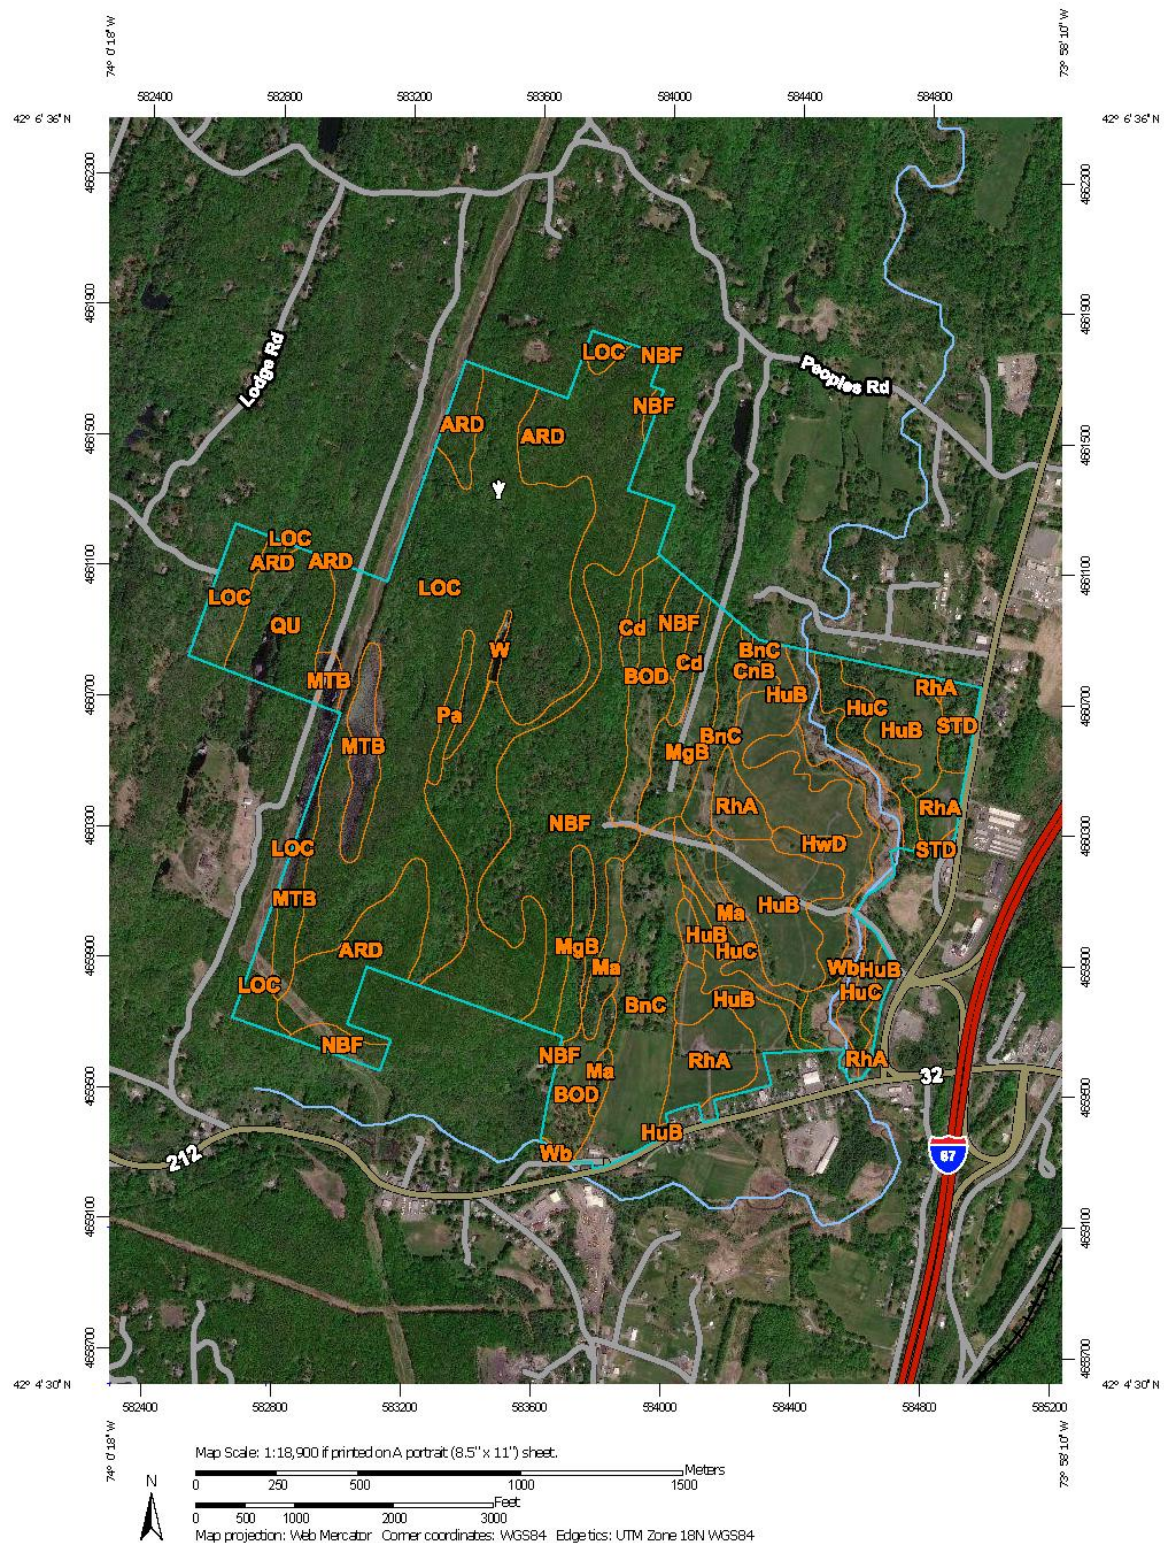 74° 0' 18" W
73° 58' 10" W
582400 582800 583200 583600 584000 584400 584800
42° 6' 36" N
42° 6' 36" N
4662300
4662300
4661900
4661900
Lodge Rd
LOC NBF
Peoples Rd
NBF
ARD
ARD
4661500
4661500
LOC
ARD ARD
4661100
4661100
LOC
LOC
QU
Cd NBF
W
BnC
Cd
CnB
BOD
MTB
HuB
RhA
4660700
4660700
HuC
Pa
STD
HuB
BnC
MTB
MgB
RhA
RhA
4660300
4660300
NBF
HwD
LOC
STD
MTB
HuB
Ma
HuB
ARD
MgB
HuC
4659900
4659900
Ma
Wb HuB
LOC
HuC
HuB
BnC
NBF
NBF
RhA
RhA
Ma
32
4659500
4659500
BOD
HuB
Wb
212
67
4659100
4659100
4658700
4658700
42° 4' 30" N
42° 4' 30" N
582400 582800 583200 583600 584000 584400 584800 585200
74° 0' 18" W
73° 58' 10" W
Map Scale: 1:18,900 if printed on A portrait (8.5" x 11") sheet.
Meters
N
0 250 500 1000 1500
Feet
0 500 1000 2000 3000
Map projection: Web Mercator Corner coordinates: WGS84 Edge tics: UTM Zone 18N WGS84